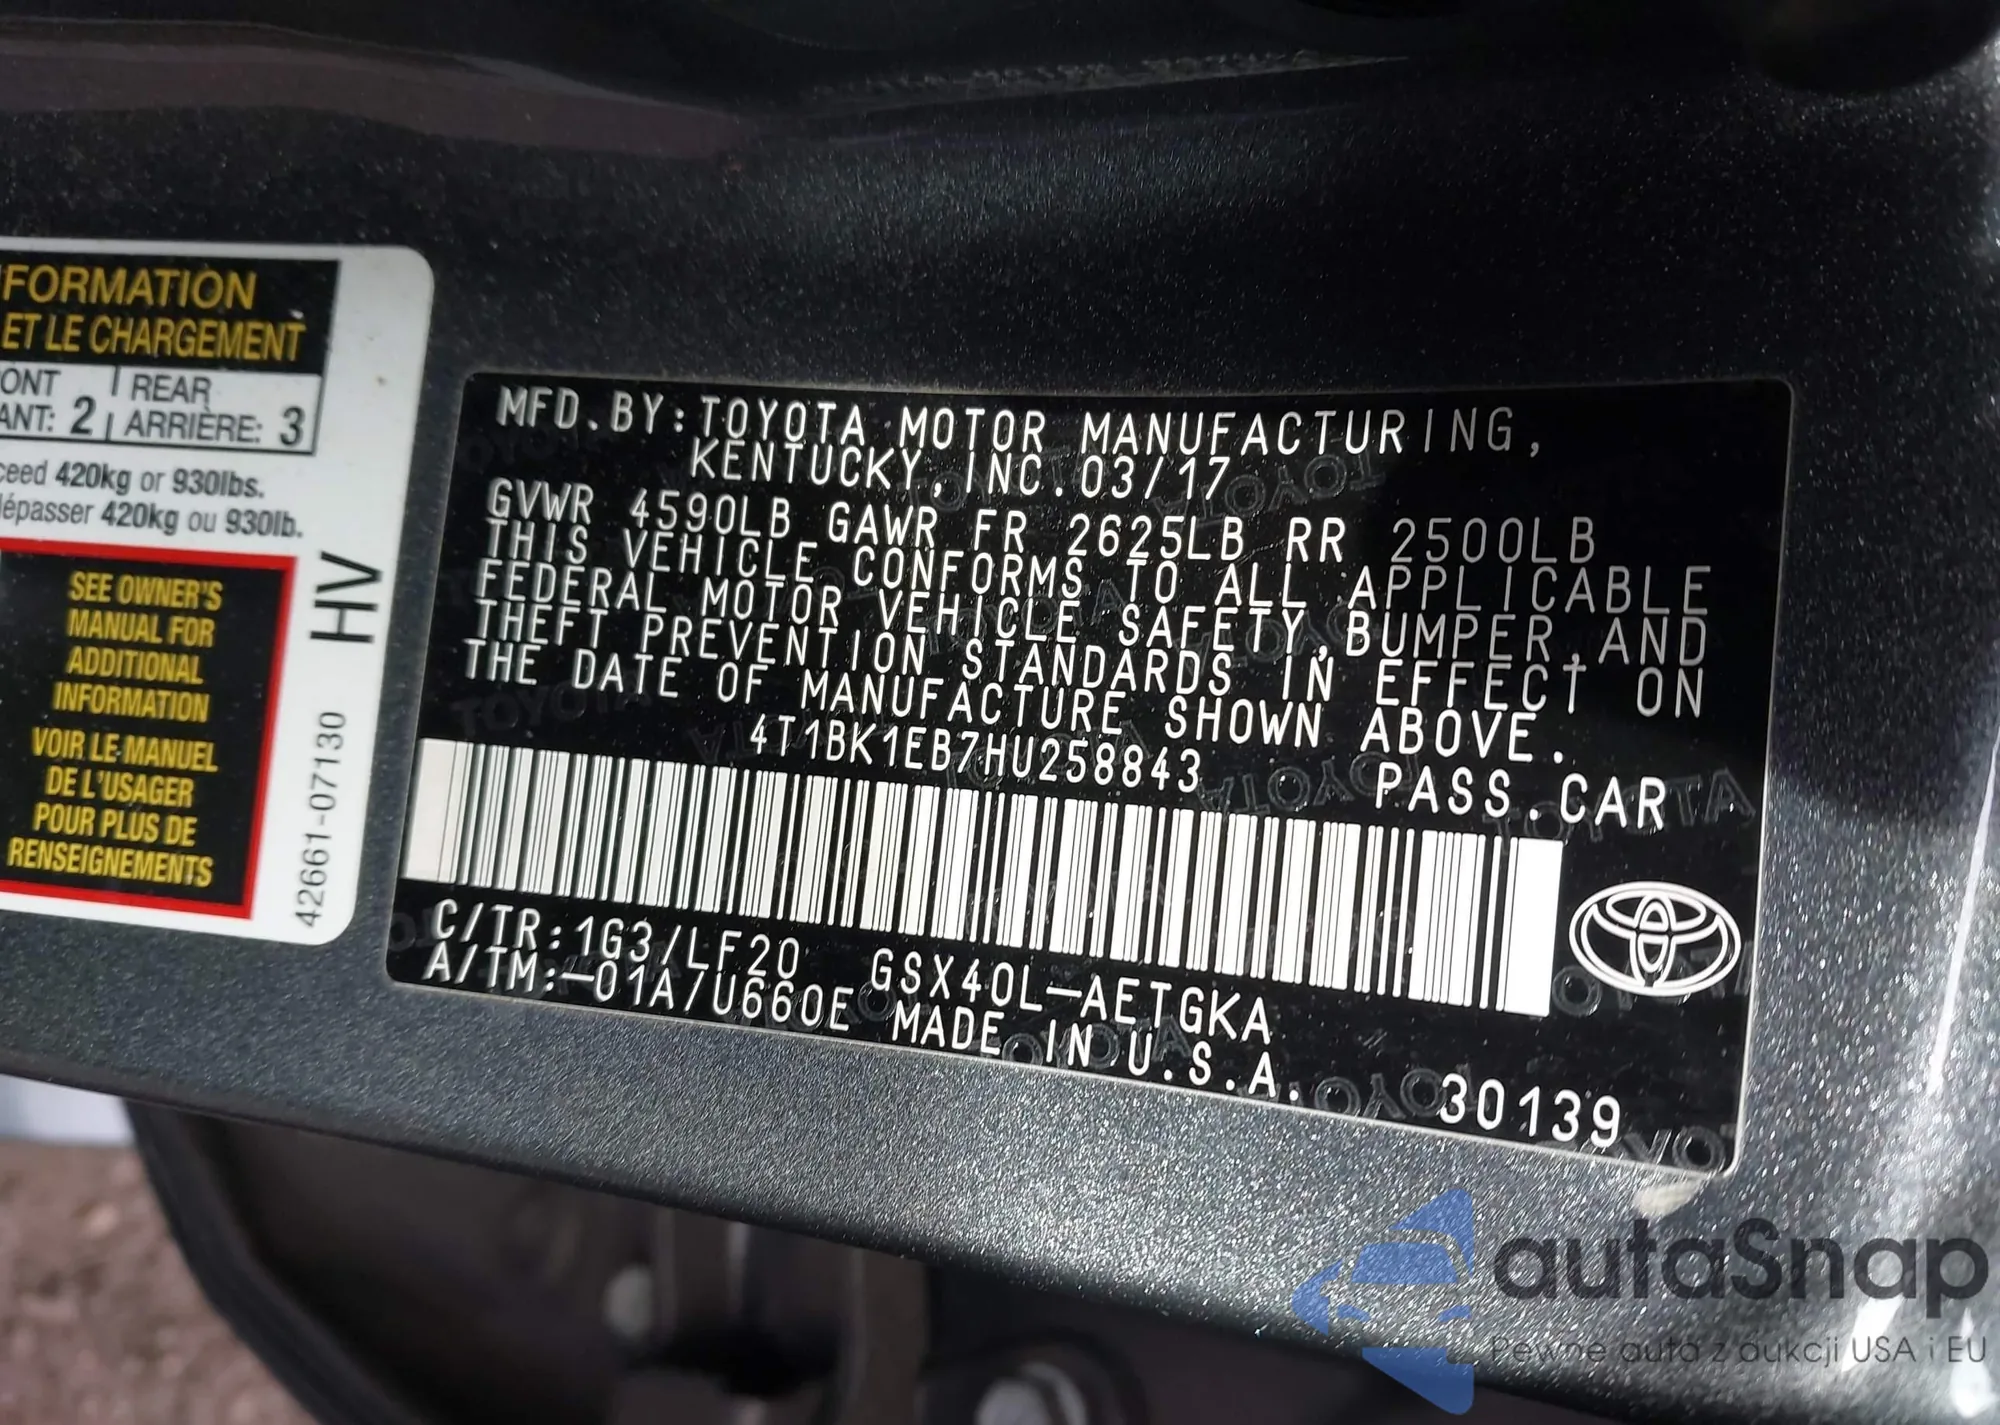 FORMATION
ET LE CHARGEMENT
ONT REAR
ANT: 2 ARRIÈRE: 3
ceed 420kg or 930lbs.
dépasser 420kg ou 930lb.
SEE OWNER'S
MANUAL FOR
ADDITIONAL
INFORMATION
VOIR LE MANUEL
DE L'USAGER
POUR PLUS DE
RENSEIGNEMENTS
HV
42661-07130
MFD. BY: TOYOTA MOTOR MANUFACTURING,
KENTUCKY, INC. 03/17
GVWR 4590LB GAWR FR 2625LB RR 2500LB
THIS VEHICLE CONFORMS TO ALL APPLICABLE
FEDERAL MOTOR VEHICLE SAFETY, BUMPER, AND
THEFT PREVENTION STANDARDS IN EFFECT ON
THE DATE OF MANUFACTURE SHOWN ABOVE.
4T1BK1EB7HU258843 PASS. CAR
C/TR: 1G3/LF20 GSX40L-AETGKA
A/TM: -01A/U660E MADE IN U.S.A.
30139
autaSnap
Pewne auta z aukcji USA i EU